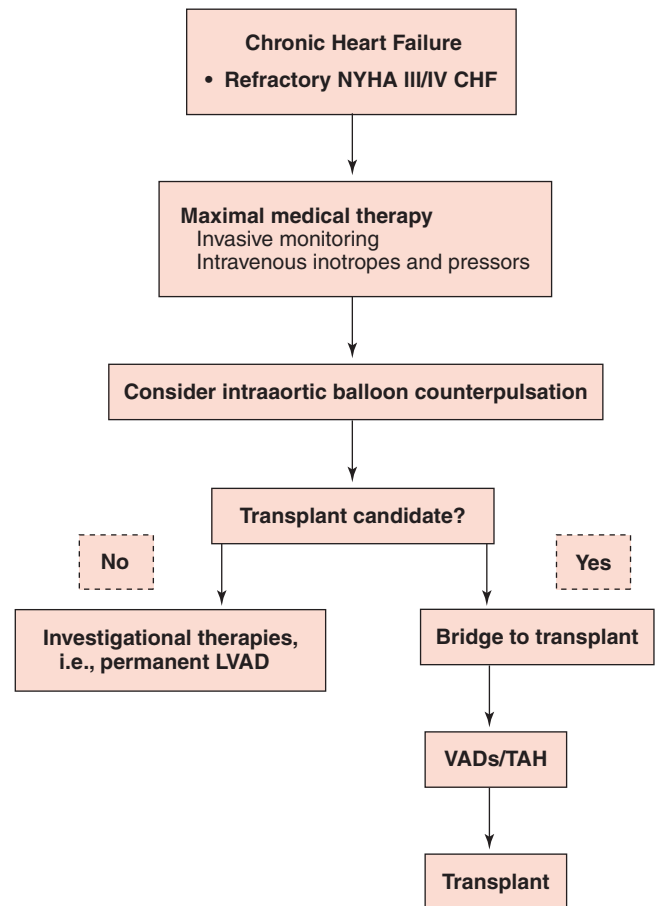 Chronic Heart Failure
• Refractory NYHA III/IV CHF
Maximal medical therapy
Invasive monitoring
Intravenous inotropes and pressors
Consider intraaortic balloon counterpulsation
Transplant candidate?
No
Yes
Investigational therapies,
i.e., permanent LVAD
Bridge to transplant
VADs/TAH
Transplant